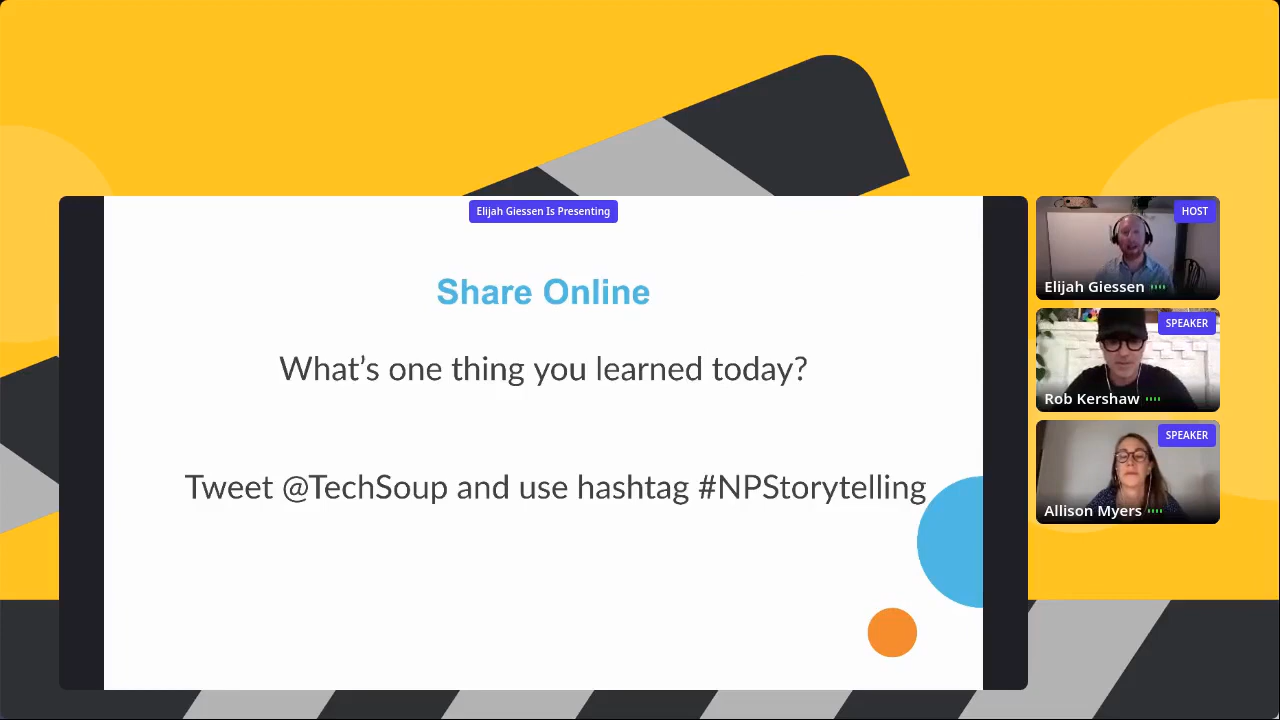 Elijah Giessen Is Presenting
Share Online
What's one thing you learned today?
Tweet @TechSoup and use hashtag #NPStorytelling
HOST
Elijah Giessen
SPEAKER
Rob Kershaw
SPEAKER
Allison Myers